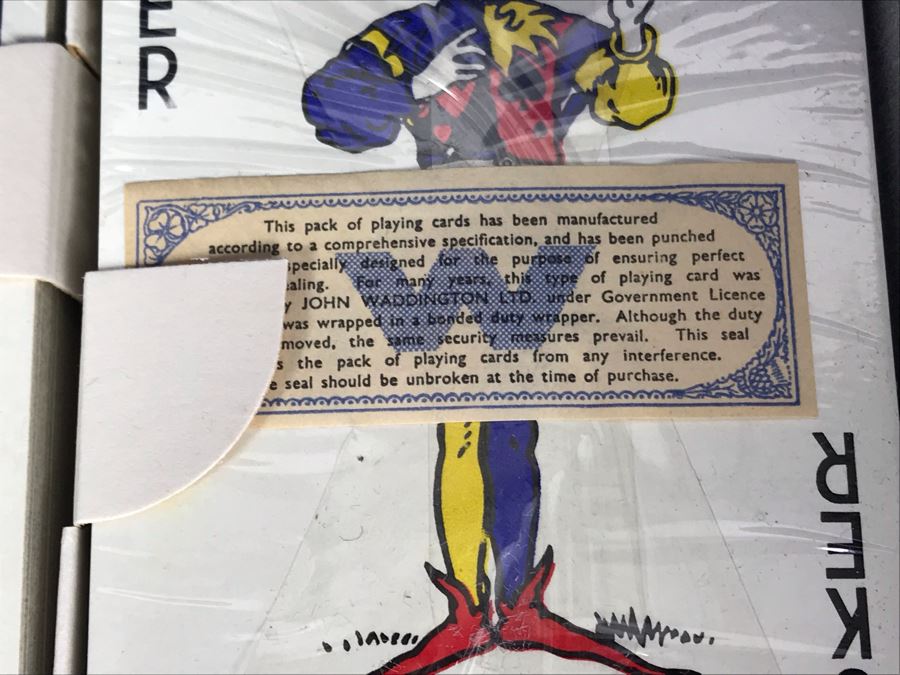 ER
This pack of playing cards has been manufactured
according to a comprehensive specification, and has been punched
specially designed for the purpose of ensuring perfect
ealing. For many years, this type of playing card was
y JOHN WADDINGTON LTD. under Government Licence
was wrapped in a bonded duty wrapper. Although the duty
moved, the same security measures prevail. This seal
s the pack of playing cards from any interference.
e seal should be unbroken at the time of purchase.
W